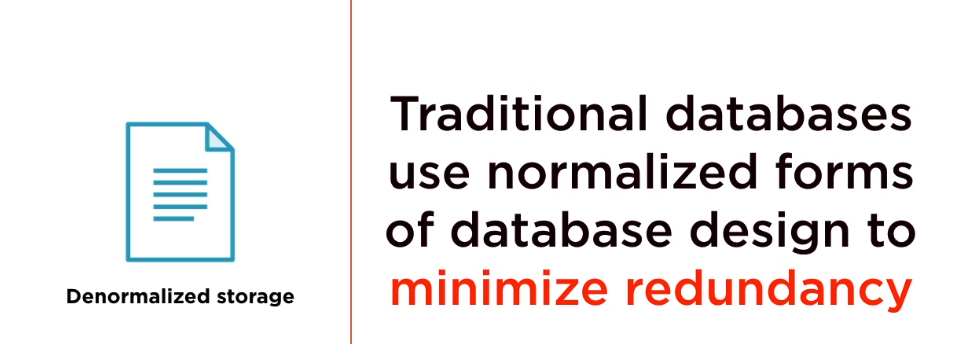 Denormalized storage
Traditional databases
use normalized forms
of database design to
minimize redundancy